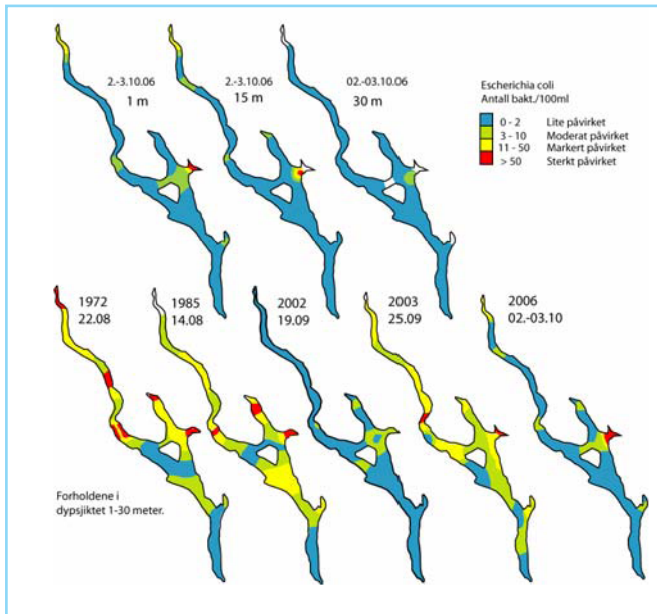 2.-3.10.06
1 m
2.-3.10.06
15 m
02.-03.10.06
30 m
Escherichia coli
Antall bakt./100ml
0 - 2 Lite påvirket
3 - 10 Moderat påvirket
11 - 50 Markert påvirket
> 50 Sterkt påvirket
1972
22.08
1985
14.08
2002
19.09
2003
25.09
2006
02.-03.10
Forholdene i
dypsjiktet 1-30 meter.